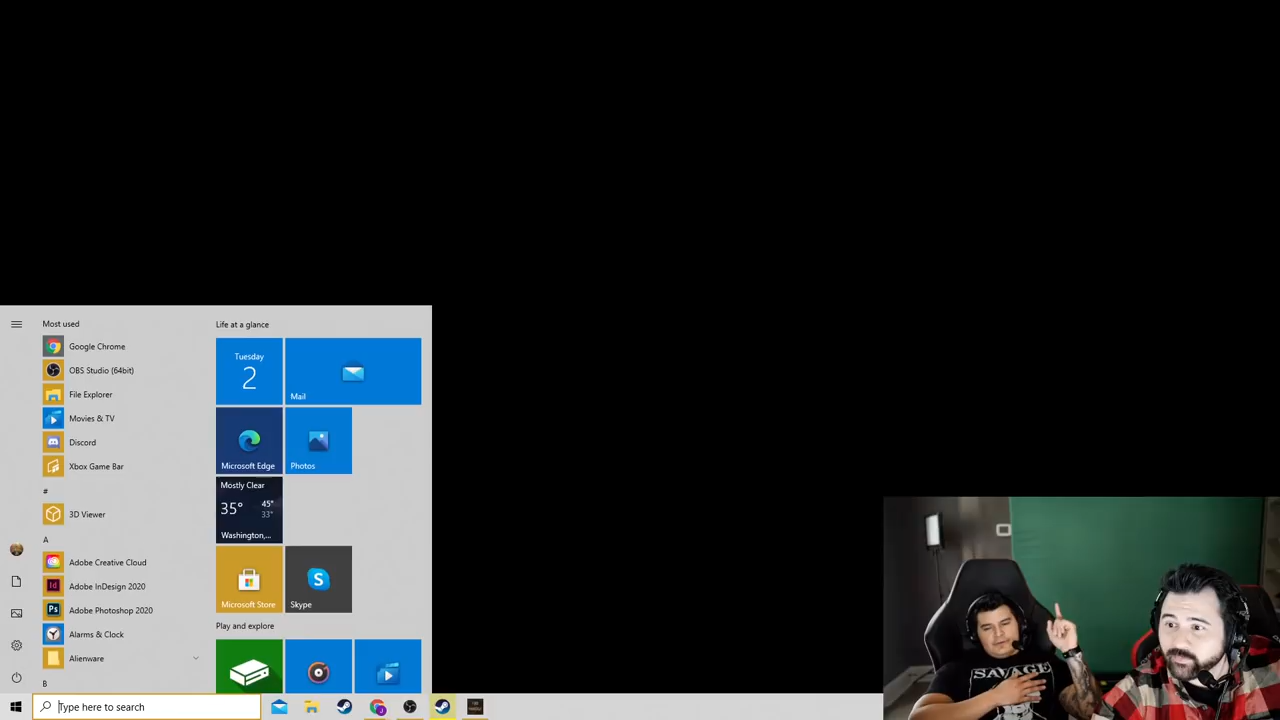 Most used
Google Chrome
OBS Studio (64bit)
File Explorer
Movies & TV
Discord
Xbox Game Bar
#
3D Viewer
A
Adobe Creative Cloud
Adobe InDesign 2020
Adobe Photoshop 2020
Alarms & Clock
Alienware
B
Life at a glance
Tuesday
2
Mail
Microsoft Edge
Photos
Mostly Clear
35° 45°
33°
Washington,...
Microsoft Store
Skype
Play and explore
Type here to search
SAVAGE